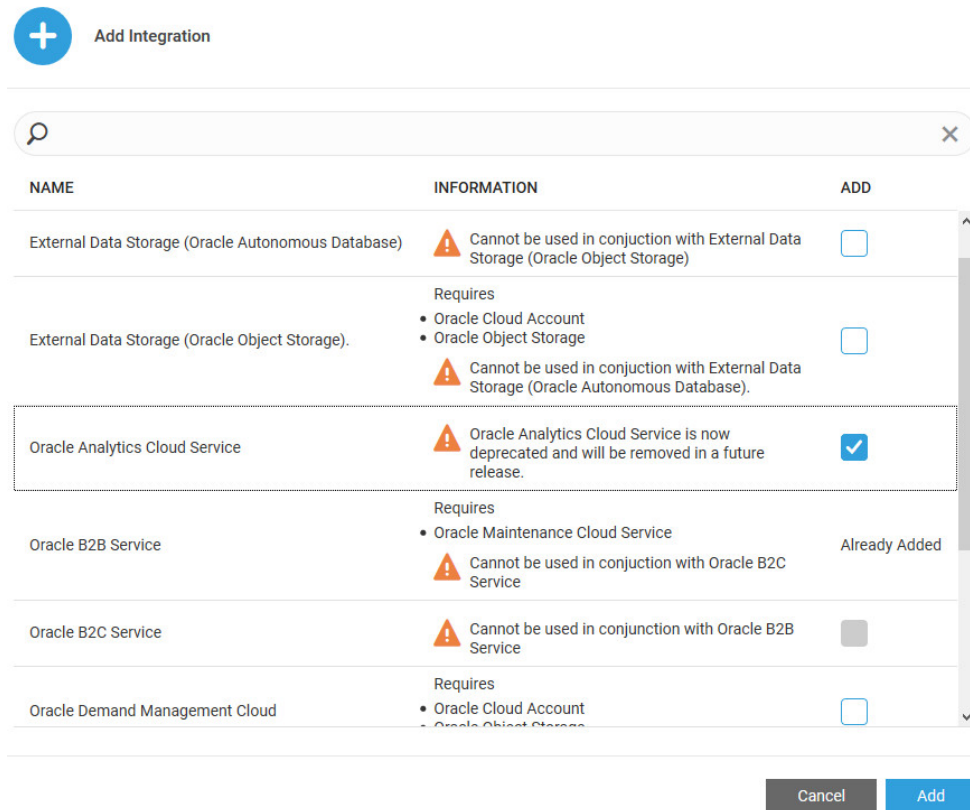 Add Integration
NAME INFORMATION ADD
External Data Storage (Oracle Autonomous Database)
Cannot be used in conjuction with External Data
Storage (Oracle Object Storage)
Requires
• Oracle Cloud Account
• Oracle Object Storage
External Data Storage (Oracle Object Storage).
Cannot be used in conjuction with External Data
Storage (Oracle Autonomous Database).
Oracle Analytics Cloud Service
Oracle Analytics Cloud Service is now
deprecated and will be removed in a future
release.
Requires
• Oracle Maintenance Cloud Service
Oracle B2B Service
Already Added
Cannot be used in conjuction with Oracle B2C
Service
Oracle B2C Service
Cannot be used in conjunction with Oracle B2B
Service
Requires
Oracle Demand Management Cloud
• Oracle Cloud Account
• Oracle Object Storage
Cancel Add